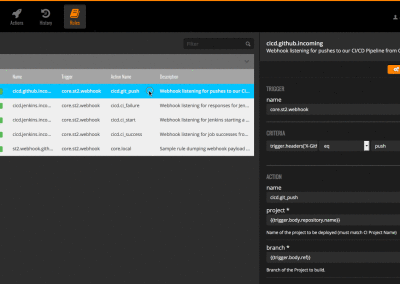 Actions
History
Rules
Filter
Name Trigger Action Name Description
cicd.github.inco... core.st2.webhook cicd.git_push Webhook listening for pushes to our CI/CD Pip...
cicd.jenkins.inco... core.st2.webhook cicd.ci_failure Webhook listening for responses for Jen...
cicd.jenkins.inco... core.st2.webhook cicd.ci_start Webhook listening for Jenkins starting a ...
cicd.jenkins.inco... core.st2.webhook cicd.ci_success Webhook listening for job successes fro...
st2.webhook.gith... core.st2.webhook core.local Sample rule dumping webhook payload ...
cicd.github.incoming
Webhook listening for pushes to our CI/CD Pipeline from G
TRIGGER
name
core.st2.webhook
CRITERIA
trigger.headers['X-Gith eq push
ACTION
name
cicd.git_push
project *
{{trigger.body.repository.name}}
Name of the project to be deployed (must match CI Project Name)
branch *
{{trigger.body.ref}}
Branch of the Project to build.